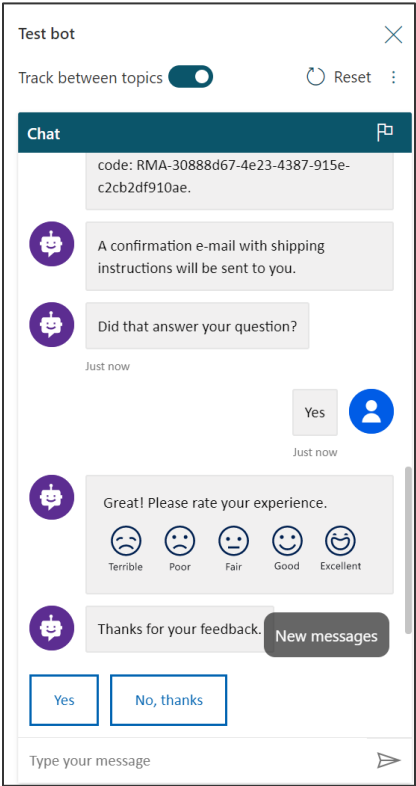 Test bot
Track between topics
Reset
Chat
code: RMA-30888d67-4e23-4387-915e-
c2cb2df910ae.
A confirmation e-mail with shipping
instructions will be sent to you.
Did that answer your question?
Just now
Yes
Just now
Great! Please rate your experience.
Terrible Poor Fair Good Excellent
Thanks for your feedback.
New messages
Yes No, thanks
Type your message